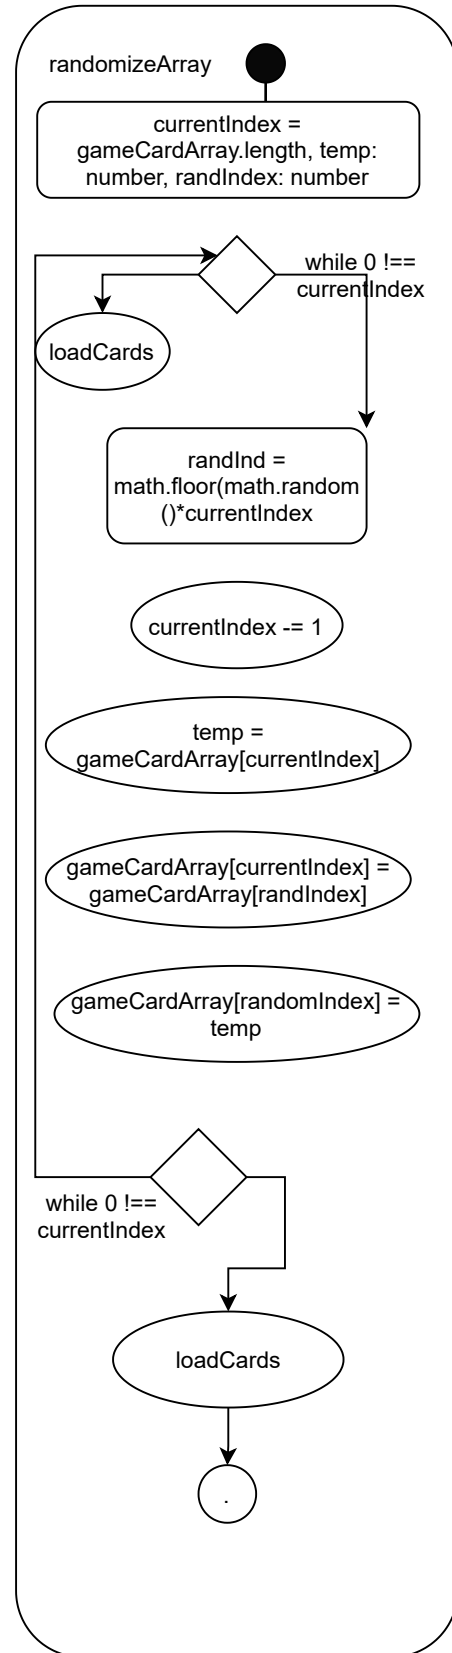 randomizeArray
currentIndex =
gameCardArray.length, temp:
number, randIndex: number
while 0 !==
currentIndex
loadCards
randInd =
math.floor(math.random
()*currentIndex
currentIndex -= 1
temp =
gameCardArray[currentIndex]
gameCardArray[currentIndex] =
gameCardArray[randIndex]
gameCardArray[randomIndex] =
temp
while 0 !==
currentIndex
loadCards
.